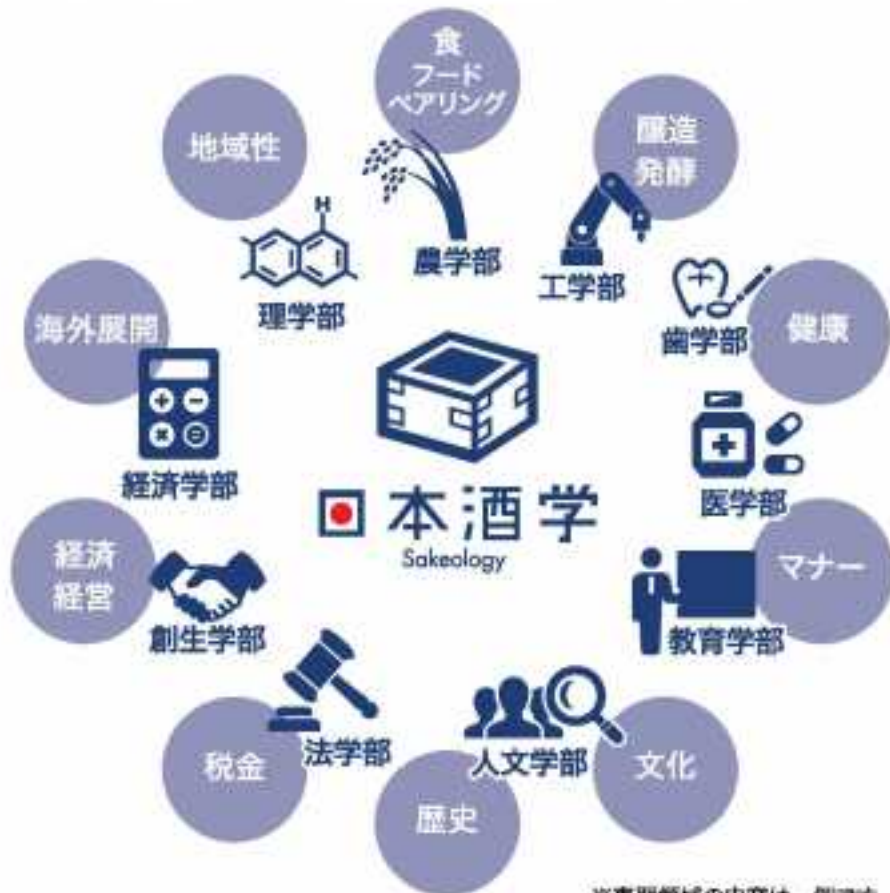 食
フード
ペアリング
地域性
醸造
発酵
H
農学部
理学部
工学部
海外展開
歯学部
健康
経済学部
日本酒学
Sakeology
医学部
経済
経営
マナー
創生学部
教育学部
税金
法学部
人文学部
文化
歴史